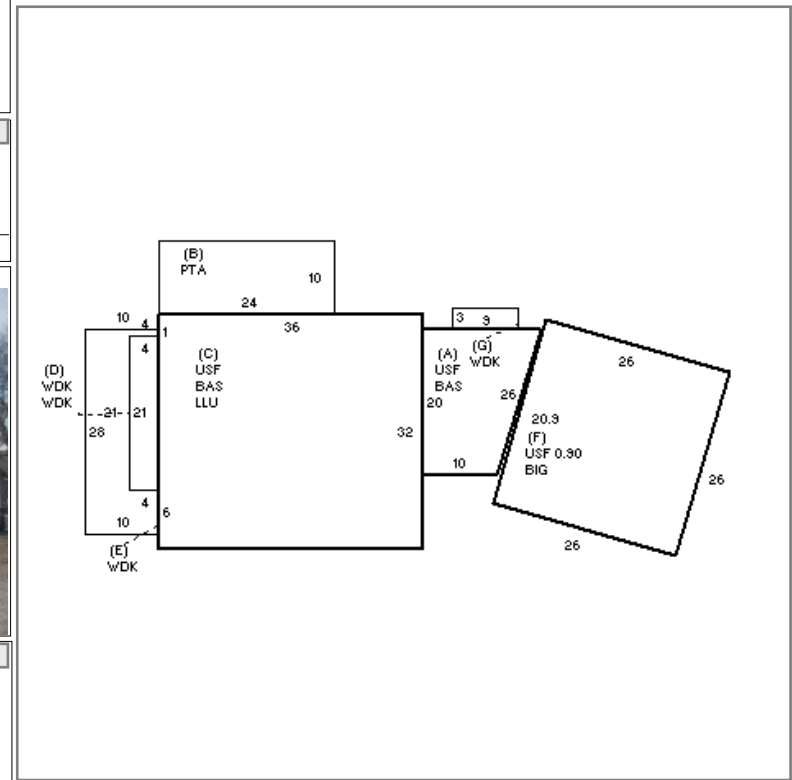 (B)
PTA
10
24
10
4
1
36
3
9
4
(C)
USF
BAS
LLU
(A)
USF
BAS
20
(G)
WDK
26
(D)
WDK
WDK
21
21
28
32
26
20.9
(F)
USF 0.90
BIG
10
26
4
6
10
26
(E)
WDK